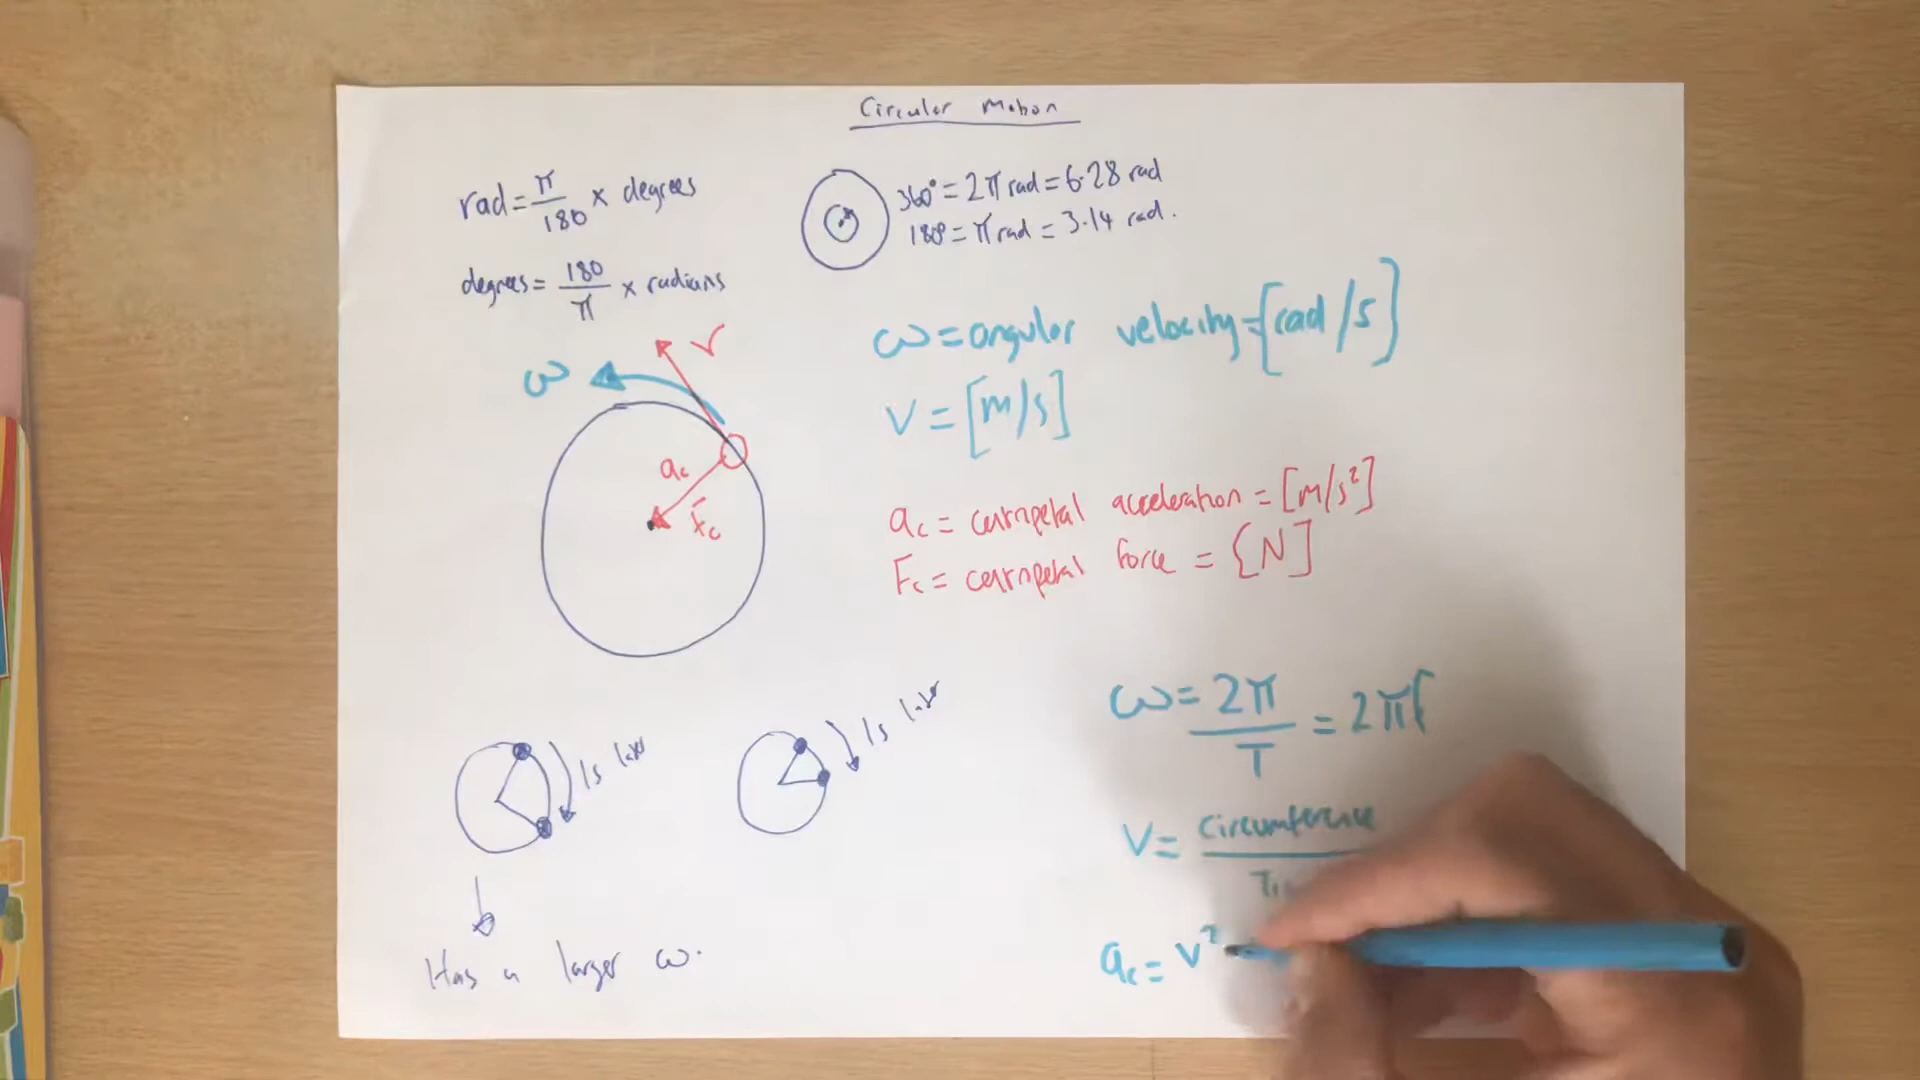 Circular Motion
rad = π/180 × degrees
360° = 2π rad = 6.28 rad
180° = π rad = 3.14 rad.
degrees = 180/π × radians
ω = angular velocity = [rad/s]
v = [m/s]
ω
v
ac
Fc
ac = centripetal acceleration = [m/s²]
Fc = centripetal force = [N]
ω = 2π/T = 2πf
1s later
1s later
v = Circumference
ac = v²
Has a larger ω.